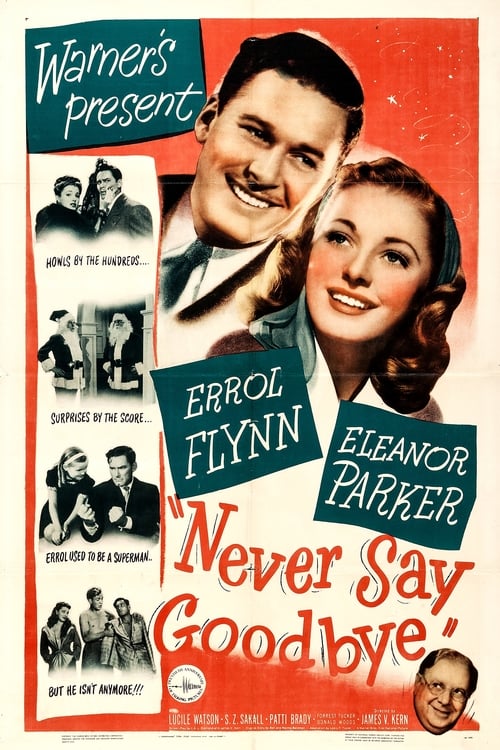 Warner's
present
HOWLS BY THE HUNDREDS....
SURPRISES BY THE SCORE...
ERROL USED TO BE A SUPERMAN..
BUT HE ISN'T ANYMORE!!!
ERROL
FLYNN
ELEANOR
PARKER
"Never Say
Goodbye"
LUCILE WATSON - S. Z. SAKALL - PATTI BRADY - FORREST TUCKER
DONALD WOODS
Directed by
JAMES V. KERN